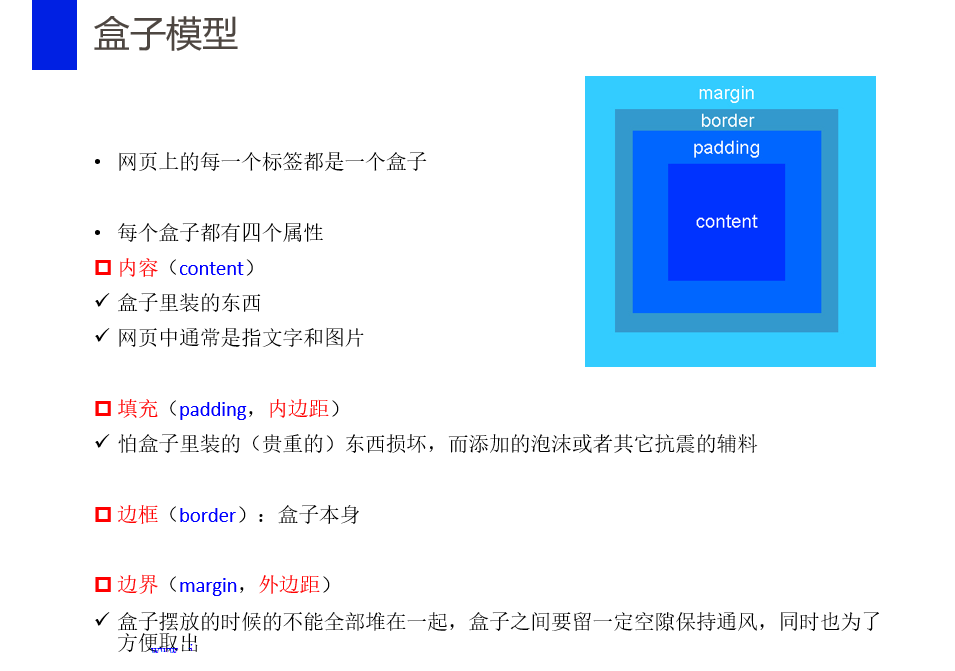 盒子模型
margin
border
padding
content
• 网页上的每一个标签都是一个盒子
• 每个盒子都有四个属性
内容（content）
✓ 盒子里装的东西
✓ 网页中通常是指文字和图片
填充（padding，内边距）
✓ 怕盒子里装的（贵重的）东西损坏，而添加的泡沫或者其它抗震的辅料
边框（border）：盒子本身
边界（margin，外边距）
✓ 盒子摆放的时候的不能全部堆在一起，盒子之间要留一定空隙保持通风，同时也为了
方便取出